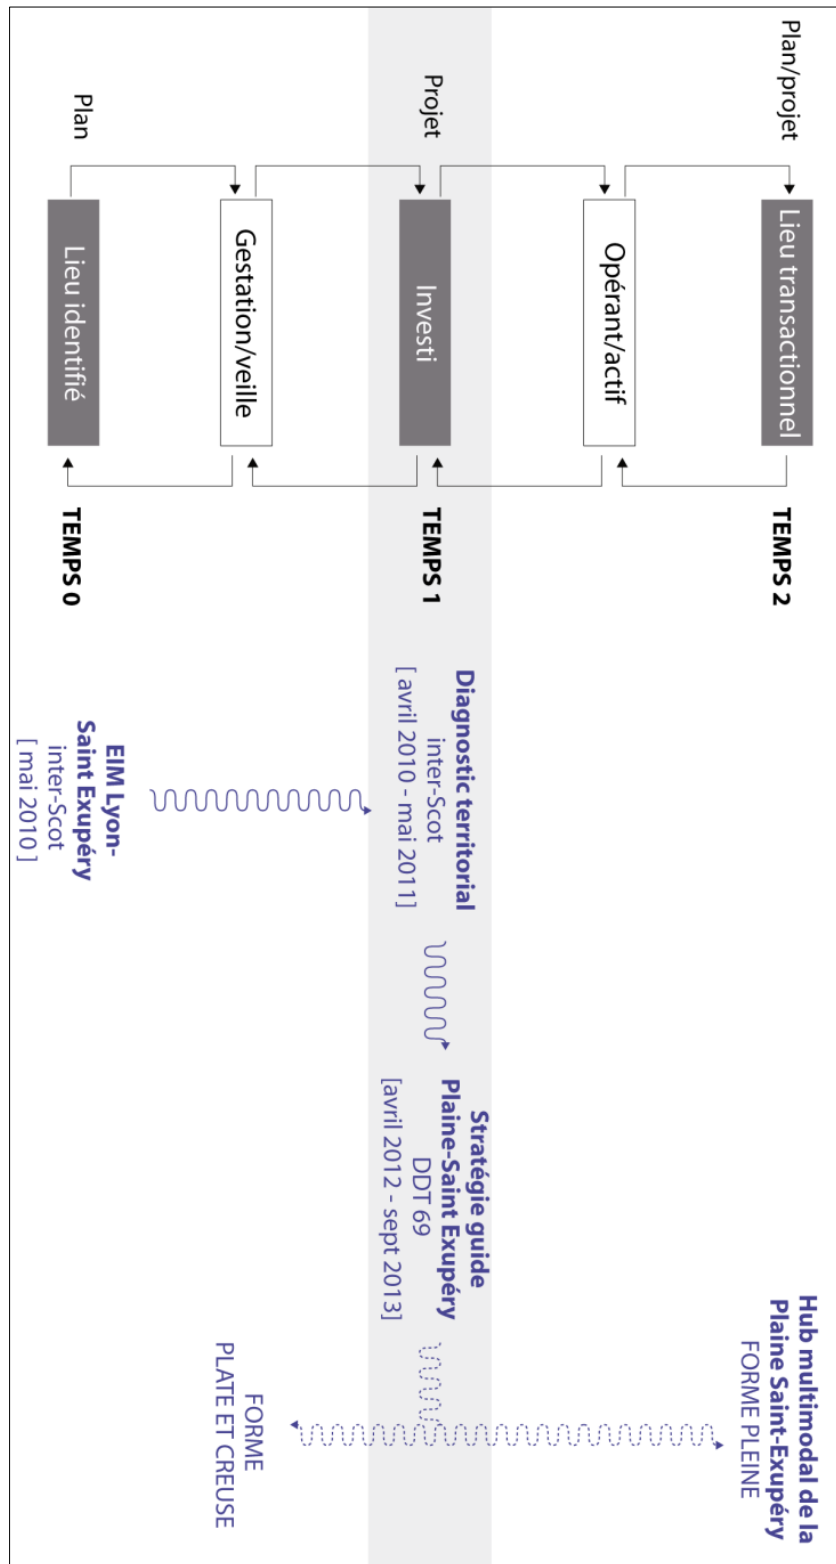 Plan/projet
Lieu transactionnel
TEMPS 2
Hub multimodal de la
Plaine Saint-Exupéry
FORME PLEINE
Opérant/actif
Projet
Investi
TEMPS 1
Diagnostic territorial
inter-Scot
[ avril 2010 - mai 2011]
Stratégie guide
Plaine-Saint Exupéry
DDT 69
[avril 2012 - sept 2013]
Gestation/veille
FORME
PLATE ET CREUSE
Plan
Lieu identifié
TEMPS 0
EIM Lyon-
Saint Exupéry
inter-Scot
[ mai 2010 ]